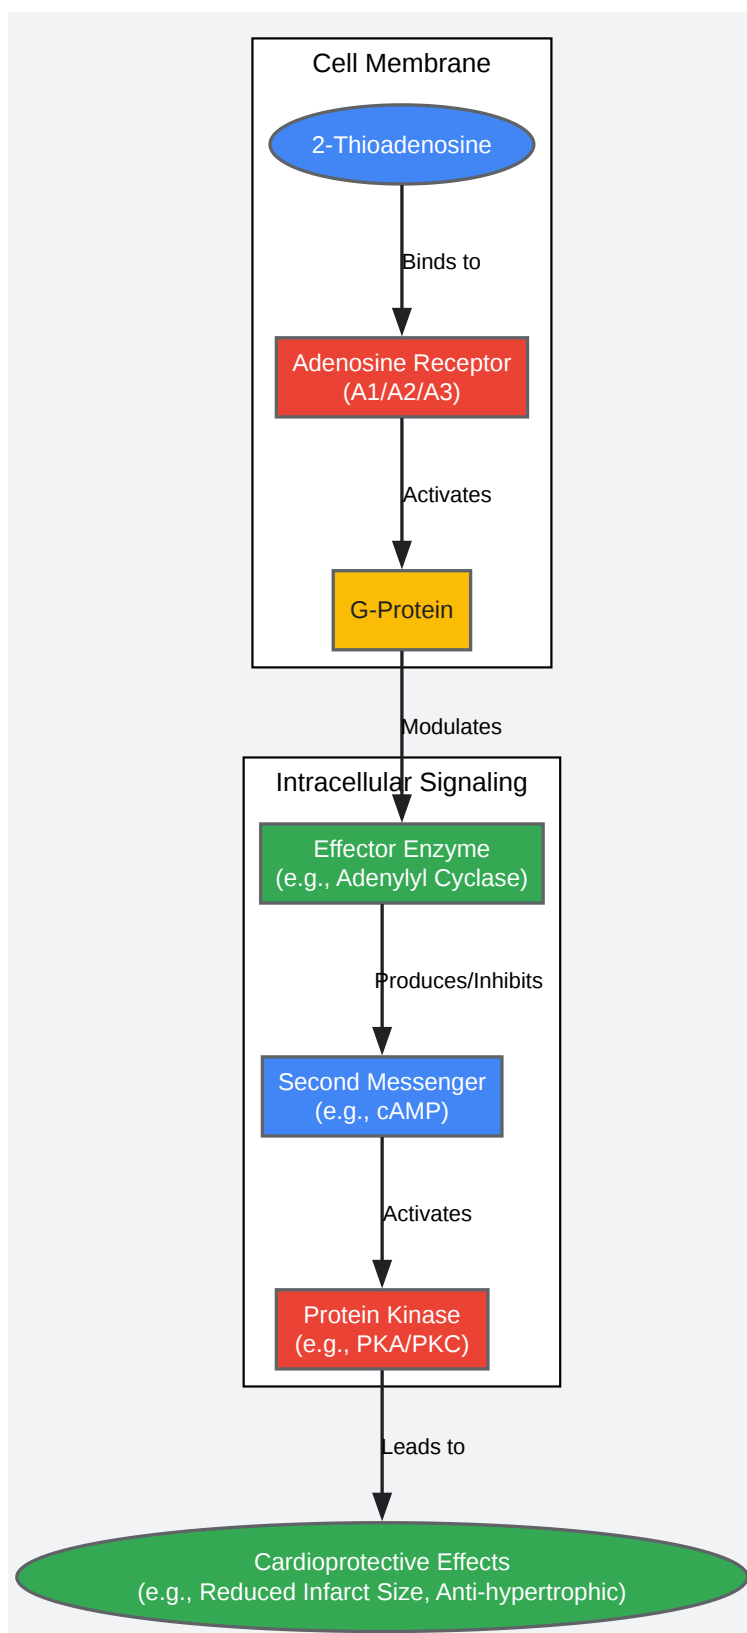 Cell Membrane
2-Thioadenosine
Binds to
Adenosine Receptor
(A1/A2/A3)
Activates
G-Protein
Modulates
Intracellular Signaling
Effector Enzyme
(e.g., Adenylyl Cyclase)
Produces/Inhibits
Second Messenger
(e.g., cAMP)
Activates
Protein Kinase
(e.g., PKA/PKC)
Leads to
Cardioprotective Effects
(e.g., Reduced Infarct Size, Anti-hypertrophic)